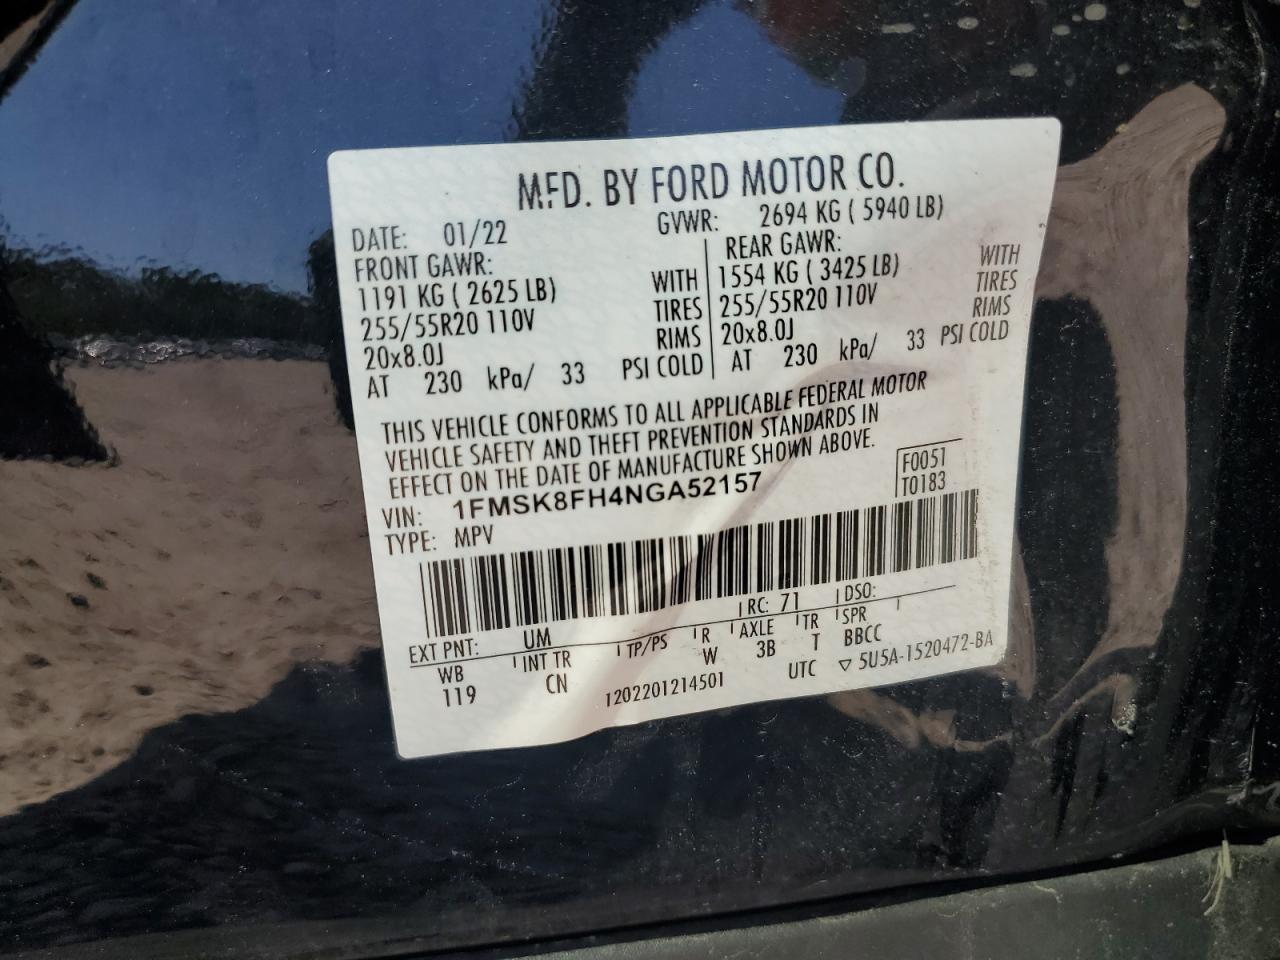 MFD. BY FORD MOTOR CO.
DATE: 01/22 GVWR: 2694 KG ( 5940 LB)
FRONT GAWR: REAR GAWR:
1191 KG ( 2625 LB) WITH 1554 KG ( 3425 LB) WITH
255/55R20 110V TIRES 255/55R20 110V TIRES
20x8.0J RIMS 20x8.0J RIMS
AT 230 kPa/ 33 PSI COLD AT 230 kPa/ 33 PSI COLD
THIS VEHICLE CONFORMS TO ALL APPLICABLE FEDERAL MOTOR
VEHICLE SAFETY AND THEFT PREVENTION STANDARDS IN
EFFECT ON THE DATE OF MANUFACTURE SHOWN ABOVE.
VIN: 1FMSK8FH4NGA52157 F0051
TYPE: MPV T0183
EXT PNT: UM RC: 71 DSO:
WB INT TR TP/PS R AXLE TR SPR
119 CN W 3B T BBCC
1202201214501 UTC ▽ 5U5A-1520472-BA